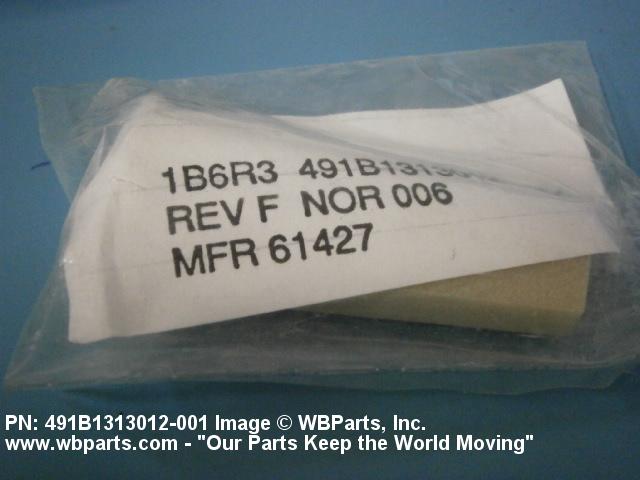 1B6R3 491B1313012
REV F NOR 006
MFR 61427
PN: 491B1313012-001 Image © WBParts, Inc.
www.wbparts.com - "Our Parts Keep the World Moving"